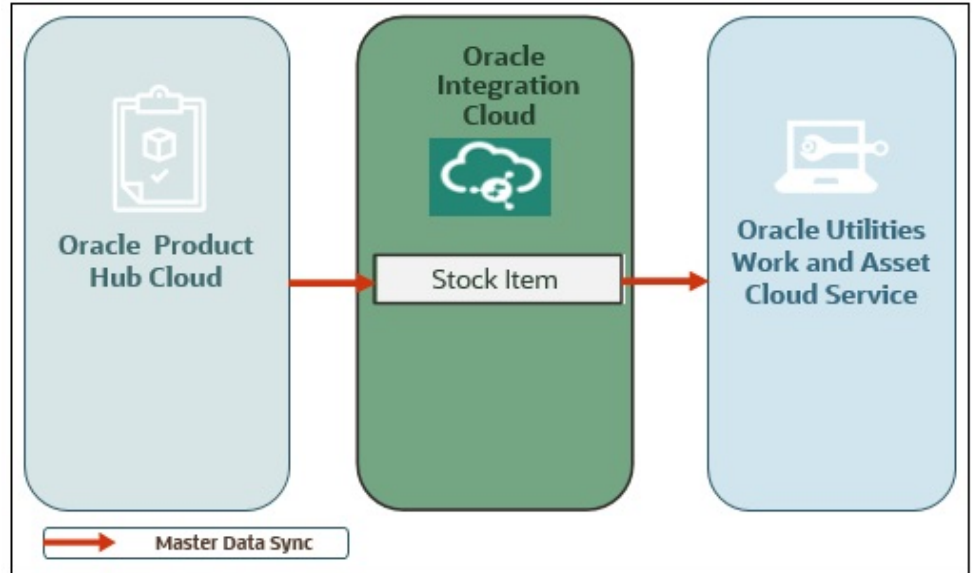 Oracle Product
Hub Cloud
Oracle
Integration
Cloud
Stock Item
Oracle Utilities
Work and Asset
Cloud Service
Master Data Sync